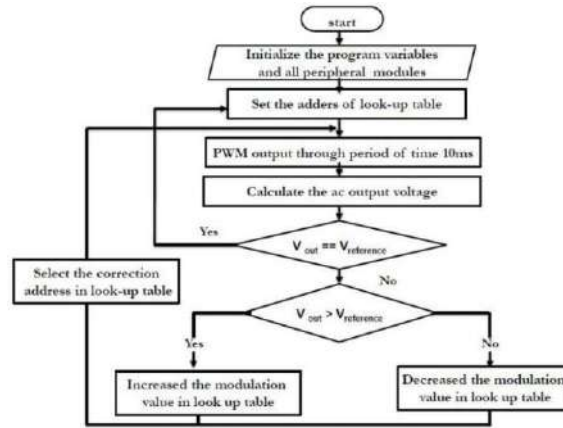 start
Initialize the program variables
and all peripheral modules
Set the adders of look-up table
PWM output through period of time 10ms
Calculate the ac output voltage
Yes
V out == Vreference
No
Select the correction
address in look-up table
V out > Vreference
Yes
No
Increased the modulation
value in look up table
Decreased the modulation
value in look up table